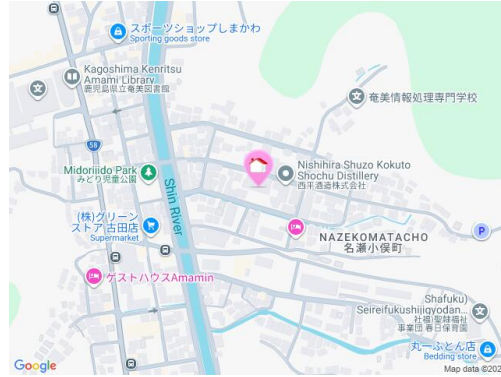 スポーツショップしまかわ
Sporting goods store
Kagoshima Kenritsu
Amami Library
鹿児島県立奄美図書館
奄美情報処理専門学校
58
Midoriido Park
みどり児童公園
Nishihira Shuzo Kokuto
Shochu Distillery
西平酒造株式会社
Shin River
(株)グリーン
ストア 古田店
Supermarket
NAZEKOMATACHO
名瀬小俣町
P
ゲストハウスAmamin
Shafuku)
Seireifukushijigyodan...
社福)聖隷福祉
事業団 春日保育園
丸一ふとん店
Bedding store
Google
Map data ©202